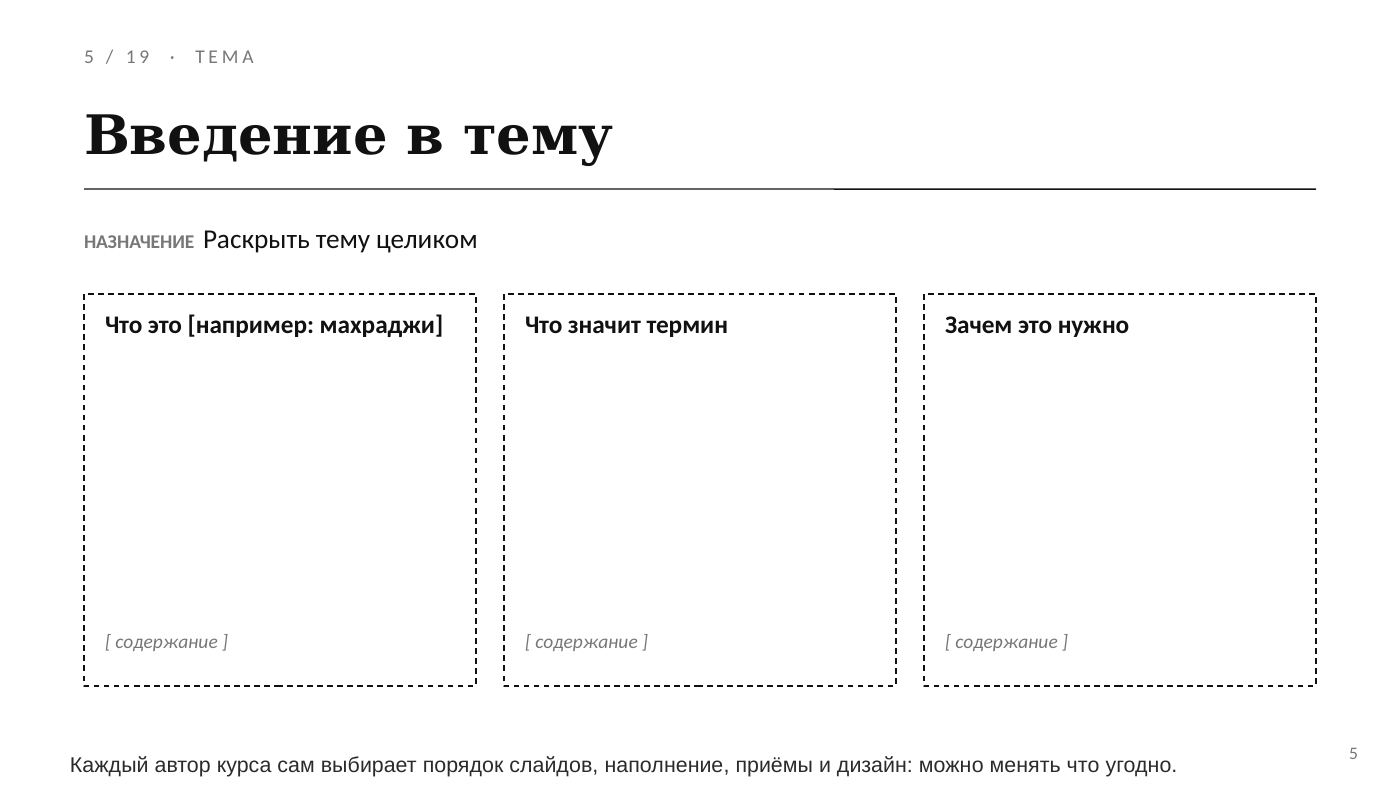 5 / 19 · ТЕМА
Введение в тему
НАЗНАЧЕНИЕ Раскрыть тему целиком
Что это [например: махраджи]
[ содержание ]
Что значит термин
[ содержание ]
Зачем это нужно
[ содержание ]
Каждый автор курса сам выбирает порядок слайдов, наполнение, приёмы и дизайн: можно менять что угодно.
5